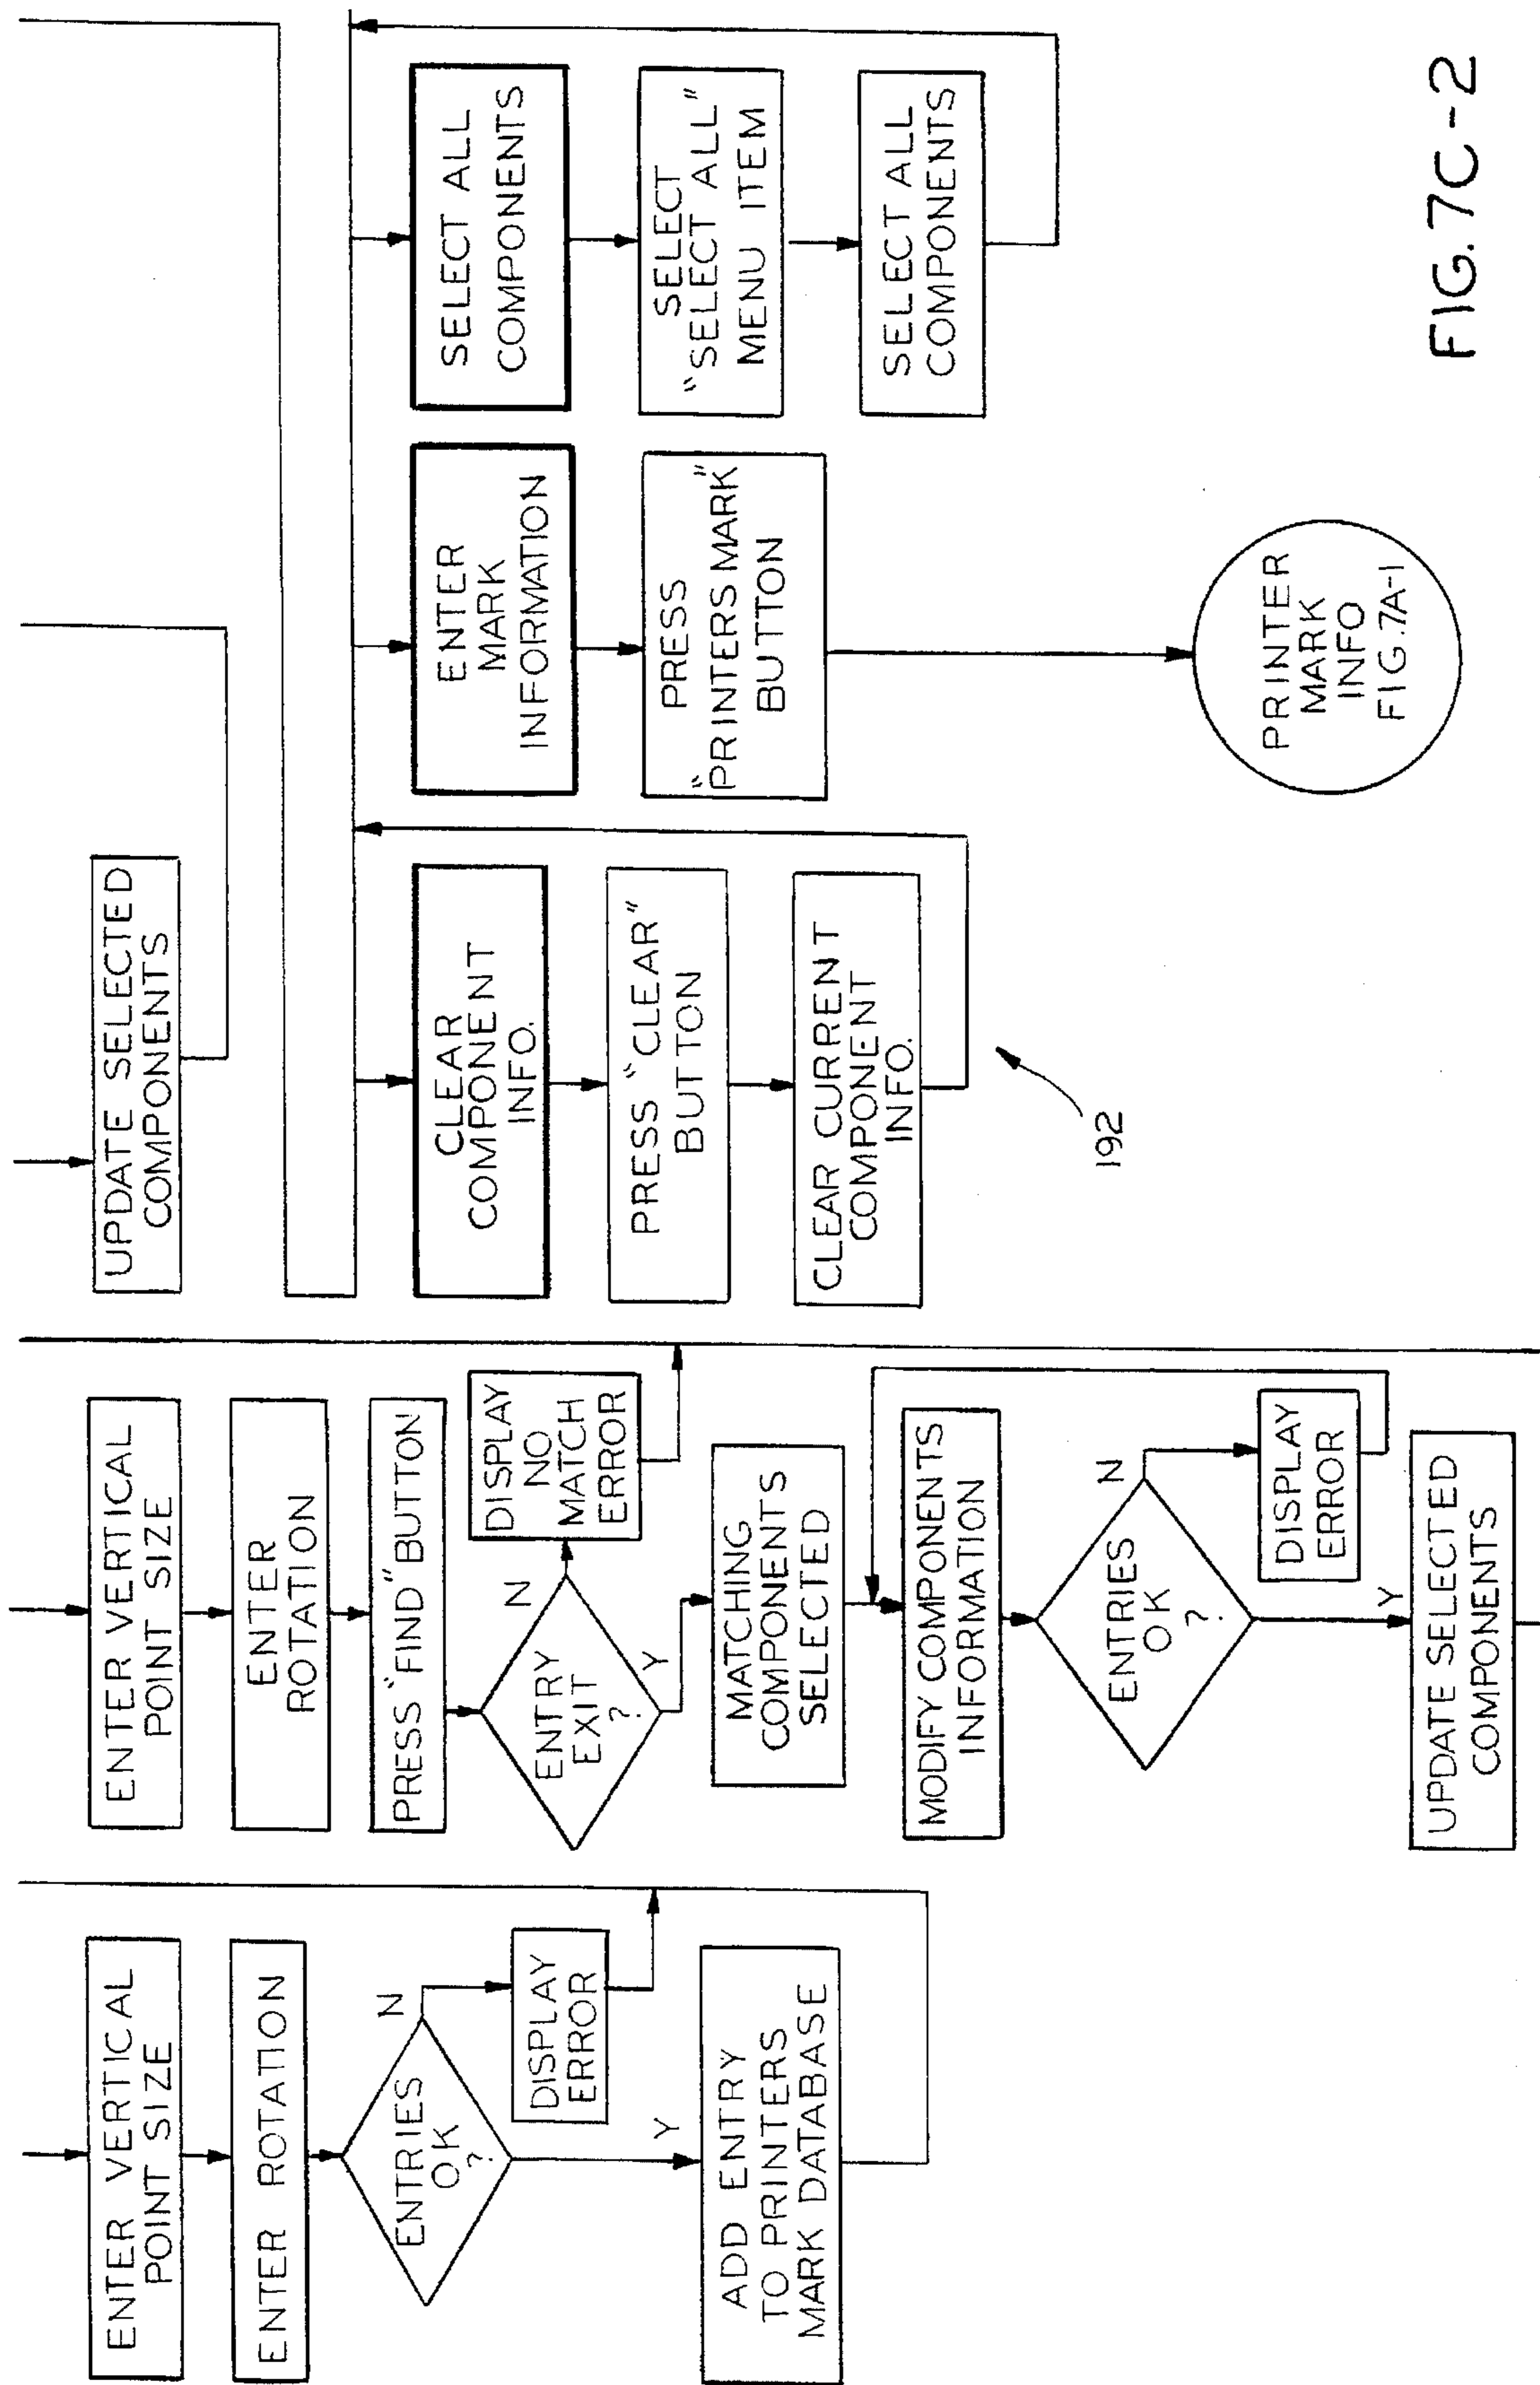 ENTER VERTICAL
POINT SIZE
ENTER ROTATION
ENTRIES
OK
?
N
DISPLAY
ERROR
Y
ADD ENTRY
TO PRINTERS
MARK DATABASE
ENTER VERTICAL
POINT SIZE
ENTER
ROTATION
PRESS "FIND" BUTTON
ENTRY
EXIT
?
N
DISPLAY
NO
MATCH
ERROR
Y
MATCHING
COMPONENTS
SELECTED
MODIFY COMPONENTS
INFORMATION
ENTRIES
OK
?
N
DISPLAY
ERROR
Y
UPDATE SELECTED
COMPONENTS
UPDATE SELECTED
COMPONENTS
CLEAR
COMPONENT
INFO.
PRESS "CLEAR"
BUTTON
CLEAR CURRENT
COMPONENT
INFO.
192
ENTER
MARK
INFORMATION
PRESS
"PRINTERS MARK"
BUTTON
PRINTER
MARK
INFO
FIG.7A-1
SELECT ALL
COMPONENTS
SELECT
"SELECT ALL"
MENU ITEM
SELECT ALL
COMPONENTS
FIG.7C-2